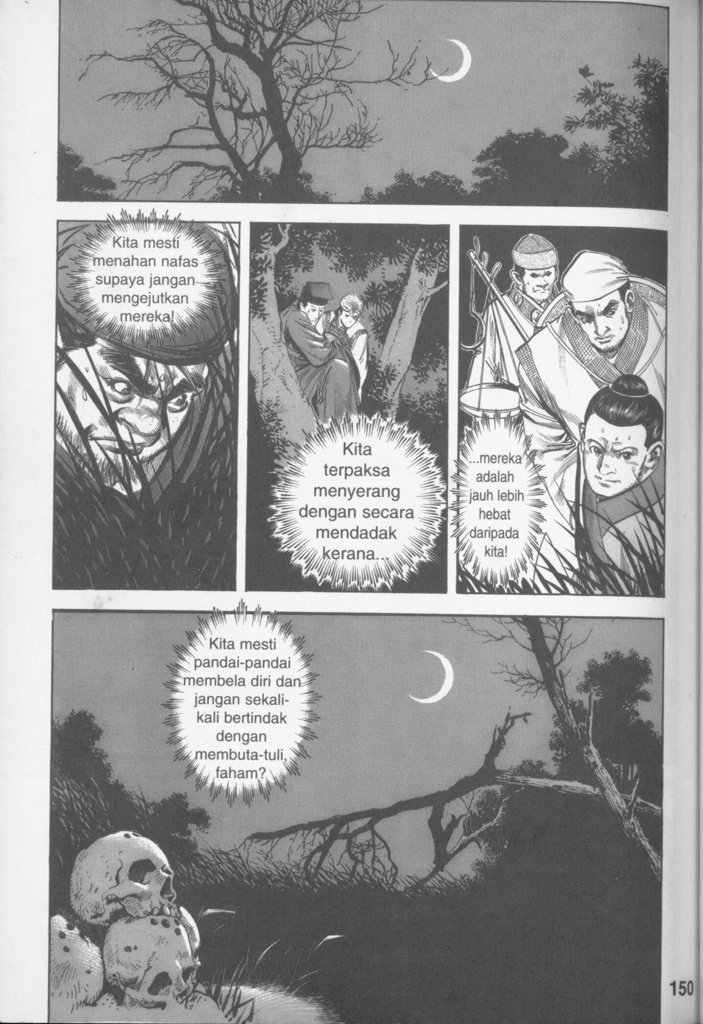 Kita mesti
menahan nafas
supaya jangan
mengejutkan
mereka!
Kita
terpaksa
menyerang
dengan secara
mendadak
kerana...
...mereka
adalah
jauh lebih
hebat
daripada
kita!
Kita mesti
pandai-pandai
membela diri dan
jangan sekali-
kali bertindak
dengan
membuta-tuli,
faham?
150